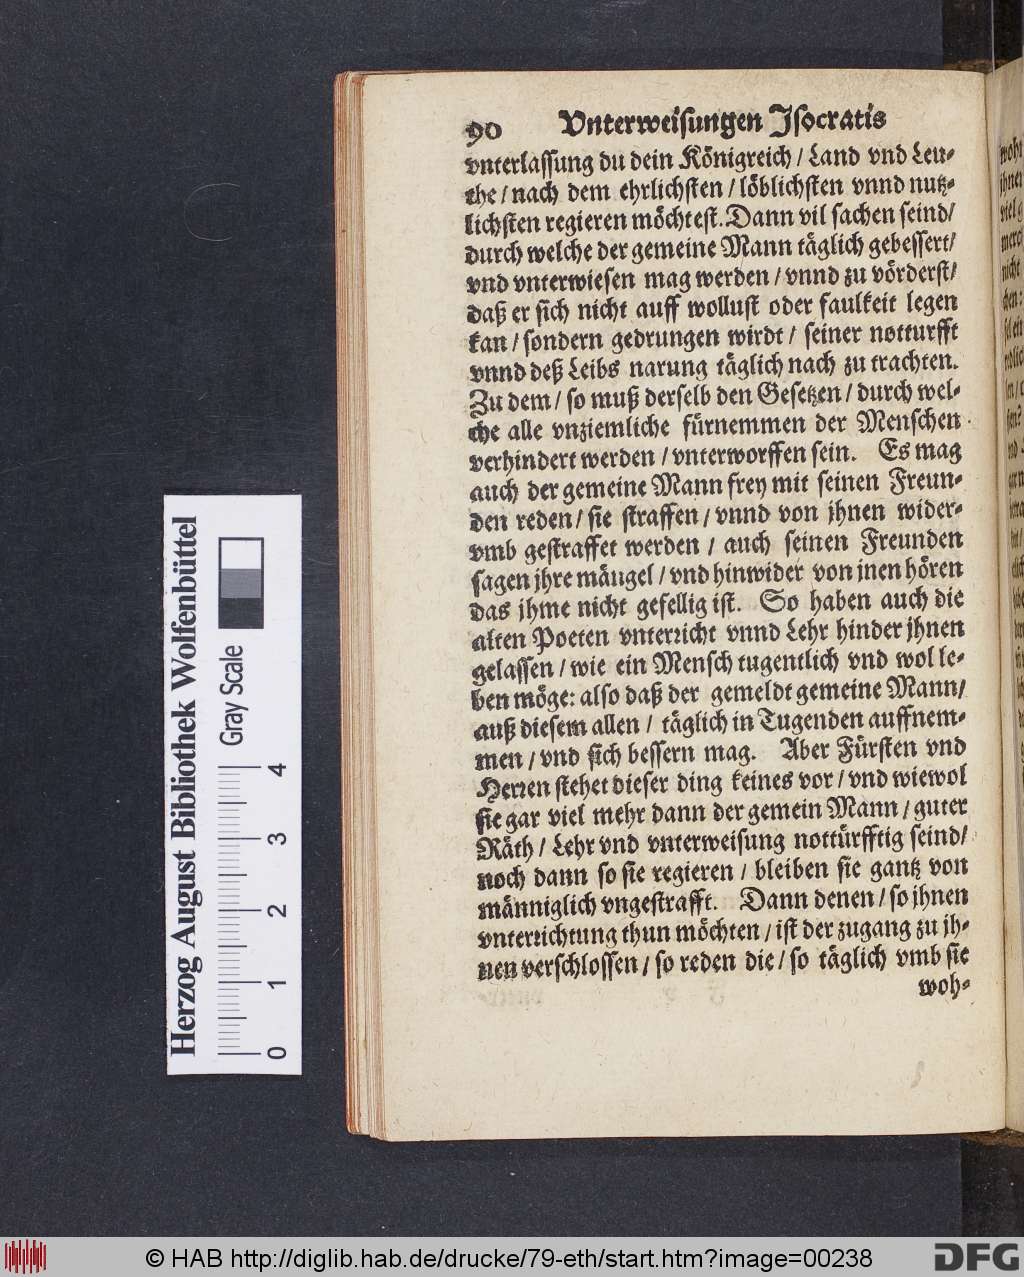 90 Vnterweisungen Jsocratis
vnterlassung du dein Königreich / Land vnd Leu-
the / nach dem ehrlichsten / löblichsten vnnd nutz-
lichsten regieren möchtest. Dann vil sachen seind /
durch welche der gemeine Mann täglich gebessert /
vnd vnterwiesen mag werden / vnnd zu vörderst /
daß er sich nicht auff wollust oder faulkeit legen
kan / sondern gedrungen wirdt / seiner notturfft
vnnd deß Leibs narung täglich nach zu trachten.
Zu dem / so muß derselb den Gesetzen / durch wel-
che alle vnziemliche fürnemmen der Menschen
verhindert werden / vnterworffen sein. Es mag
auch der gemeine Mann frey mit seinen Freun-
den reden / sie straffen / vnnd von jhnen wider-
vmb gestraffet werden / auch seinen Freunden
sagen jhre mängel / vnd hinwider von jnen hören
das jhme nicht gefellig ist. So haben auch die
alten Poeten vnterricht vnnd Lehr hinder jhnen
gelassen / wie ein Mensch tugentlich vnd wol le-
ben möge: also daß der gemeldt gemeine Mann /
auß diesem allen / täglich in Tugenden auffnem-
men / vnd sich bessern mag. Aber Fürsten vnd
Herren stehet dieser ding keines vor / vnd wiewol
sie gar viel mehr dann der gemein Mann / guter
Räth / Lehr vnd vnterweisung nottürfftig seind /
noch dann so sie regieren / bleiben sie gantz von
männiglich vngestrafft. Dann denen / so jhnen
vnterrichtung thun möchten / ist der zugang zu jh-
nen verschlossen / so reden die / so täglich vmb sie
woh-
Herzog August Bibliothek Wolfenbüttel
Gray Scale
0 1 2 3 4
© HAB http://diglib.hab.de/drucke/79-eth/start.htm?image=00238
DFG